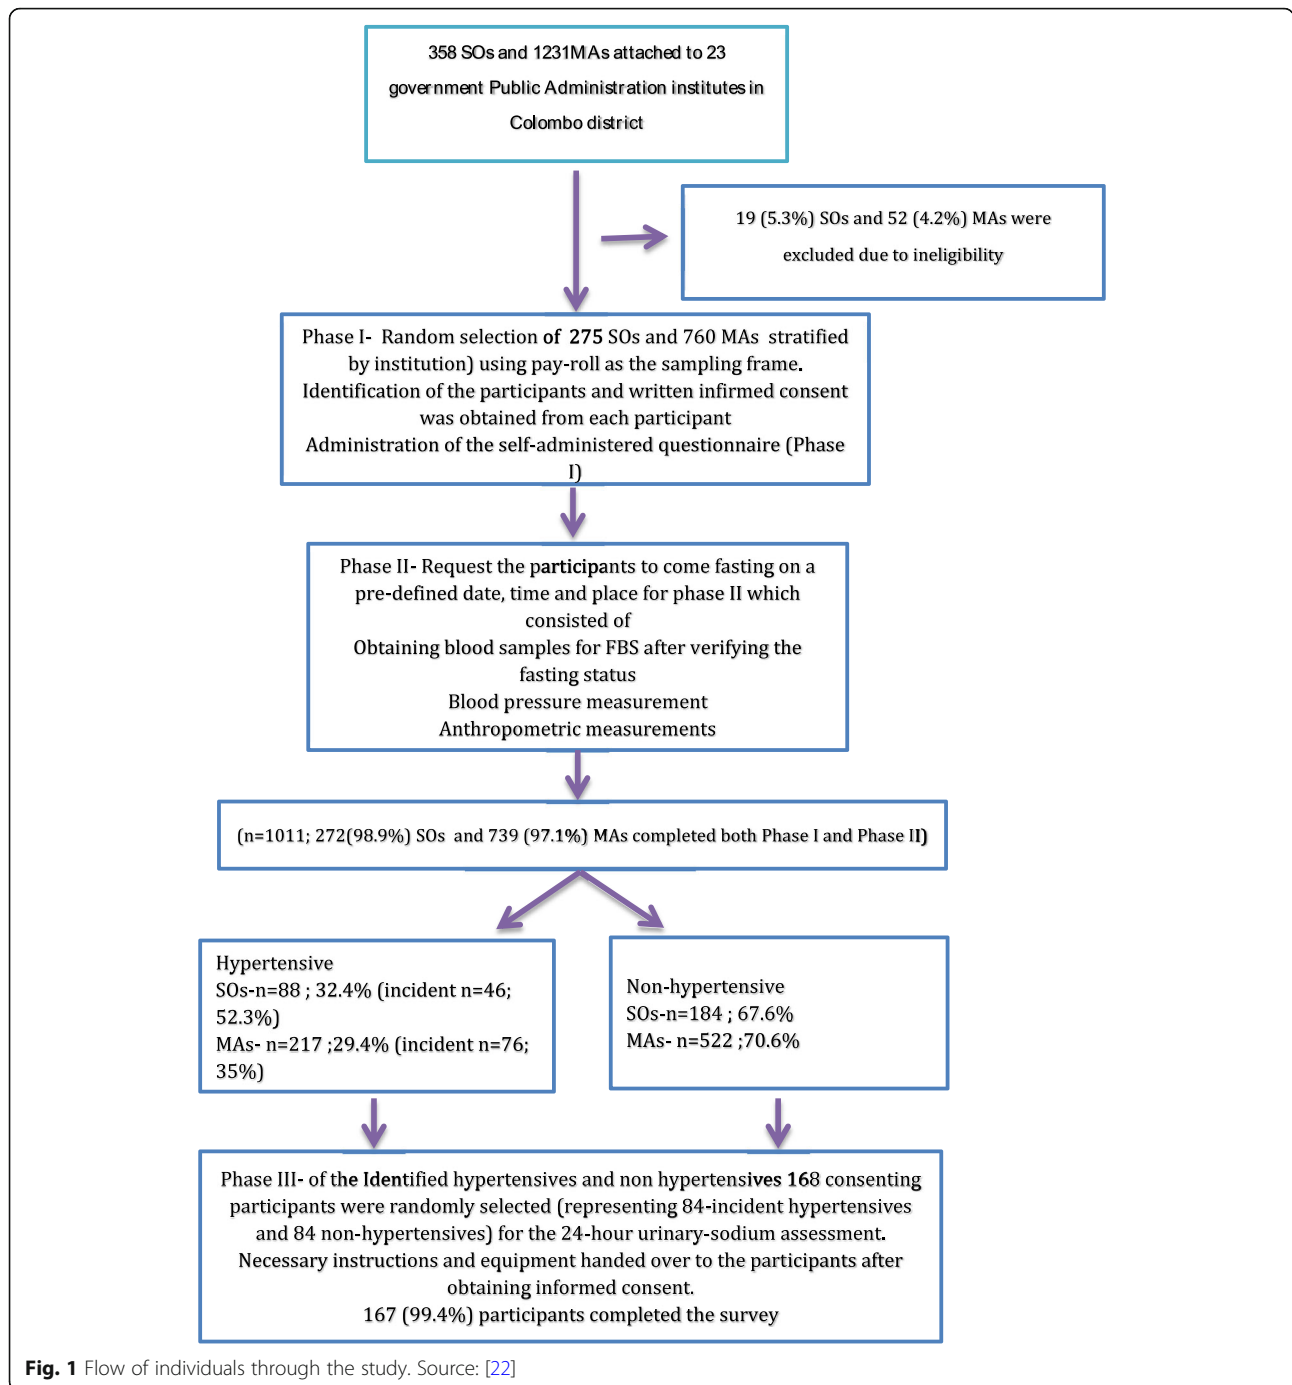 358 SOs and 1231MAs attached to 23
government Public Administration institutes in
Colombo district
19 (5.3%) SOs and 52 (4.2%) MAs were
excluded due to ineligibility
Phase I- Random selection of 275 SOs and 760 MAs stratified
by institution) using pay-roll as the sampling frame.
Identification of the participants and written infirmed consent
was obtained from each participant
Administration of the self-administered questionnaire (Phase
I)
Phase II- Request the participants to come fasting on a
pre-defined date, time and place for phase II which
consisted of
Obtaining blood samples for FBS after verifying the
fasting status
Blood pressure measurement
Anthropometric measurements
(n=1011; 272(98.9%) SOs and 739 (97.1%) MAs completed both Phase I and Phase II)
Hypertensive
SOs-n=88 ; 32.4% (incident n=46;
52.3%)
MAs- n=217 ;29.4% (incident n=76;
35%)
Non-hypertensive
SOs-n=184 ; 67.6%
MAs- n=522 ;70.6%
Phase III- of the Identified hypertensives and non hypertensives 168 consenting
participants were randomly selected (representing 84-incident hypertensives
and 84 non-hypertensives) for the 24-hour urinary-sodium assessment.
Necessary instructions and equipment handed over to the participants after
obtaining informed consent.
167 (99.4%) participants completed the survey
Fig. 1 Flow of individuals through the study. Source: [22]